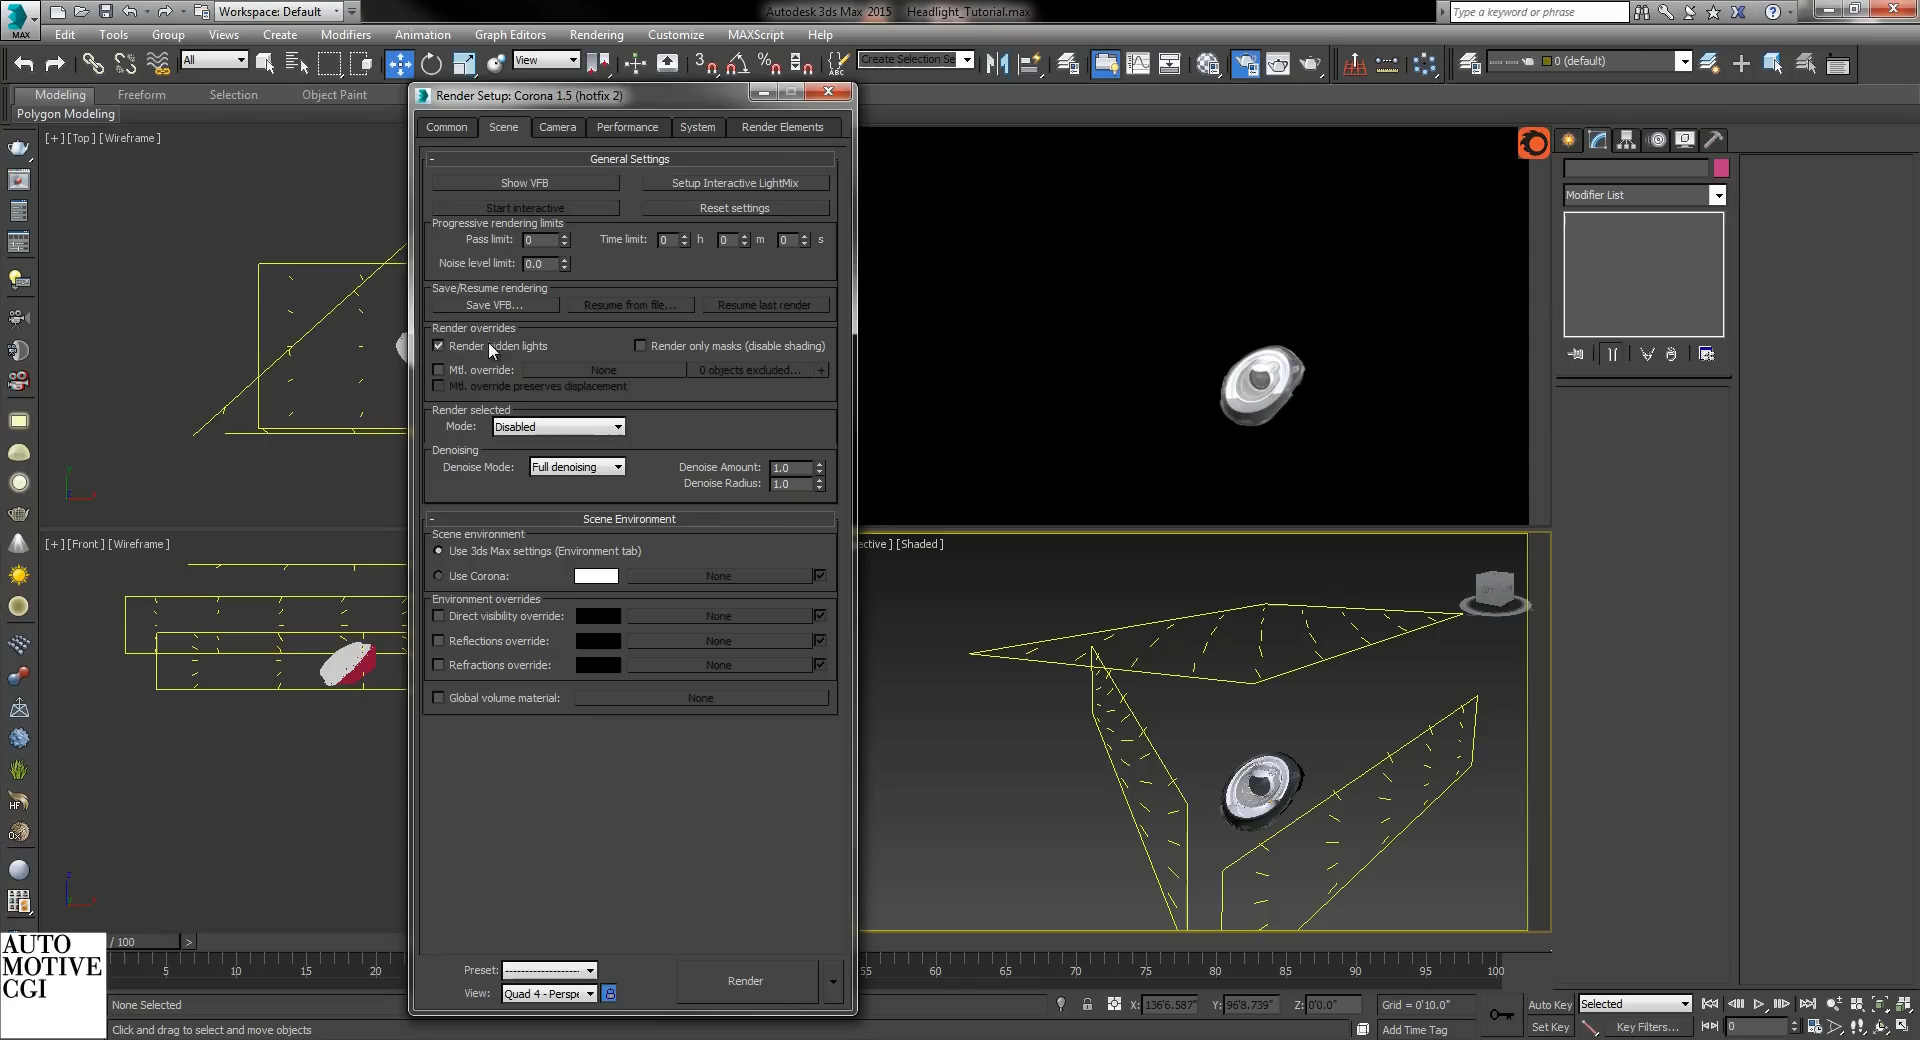 MAX
Workspace: Default
Autodesk 3ds Max 2015 Headlight_Tutorial.max
Type a keyword or phrase
Edit Tools Group Views Create Modifiers Animation Graph Editors Rendering Customize MAXScript Help
All
View
3
ABC
Create Selection Se
0 (default)
Modeling Freeform Selection Object Paint
Polygon Modeling
Render Setup: Corona 1.5 (hotfix 2)
Common Scene Camera Performance System Render Elements
[+] [Top] [Wireframe]
General Settings
Show VFB Setup Interactive LightMix
Start interactive Reset settings
Progressive rendering limits
Pass limit: 0 Time limit: 0 h 0 m 0 s
Noise level limit: 0.0
Save/Resume rendering
Save VFB... Resume from file... Resume last render
Render overrides
Render hidden lights Render only masks (disable shading)
Mtl. override: None 0 objects excluded... +
Mtl. override preserves displacement
Render selected
Mode: Disabled
Denoising
Denoise Mode: Full denoising Denoise Amount: 1.0
Denoise Radius: 1.0
Scene Environment
Scene environment
Use 3ds Max settings (Environment tab)
Use Corona: None
Environment overrides
Direct visibility override: None
Reflections override: None
Refractions override: None
Global volume material: None
Modifier List
[+] [Front] [Wireframe]
ective] [Shaded]
HF
Preset: --------------------
View: Quad 4 - Perspe
Render
AUTO
MOTIVE
CGI
/ 100 >
5 10 15 20 55 60 65 70 75 80 85 90 95 100
None Selected
Click and drag to select and move objects
X: 136'6.587" Y: 96'8.739" Z: 0'0.0" Grid = 0'10.0"
Add Time Tag
Auto Key Selected
Set Key Key Filters... 0